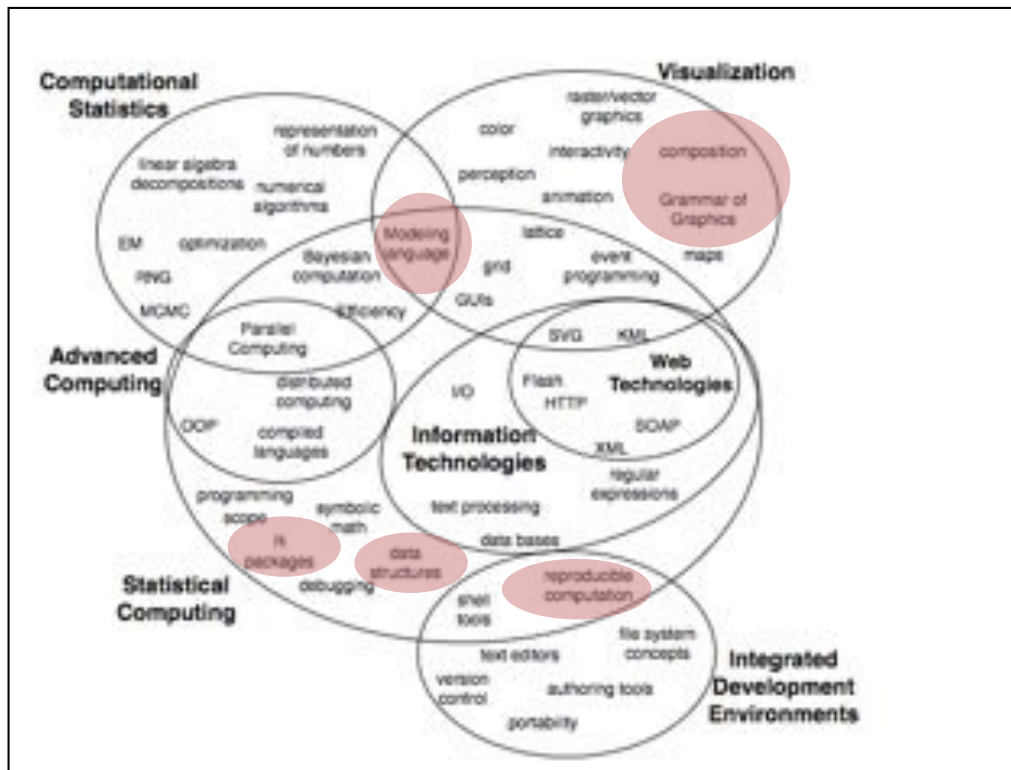 Computational
Statistics
Visualization
representation
of numbers
linear algebra
decompositions
numerical
algorithms
EM
optimization
RNG
MCMC
raster/vector
graphics
color
interactivity
composition
perception
animation
Grammar of
Graphics
maps
Modeling
language
lattice
Bayesian
computation
grid
event
programming
GUIs
Efficiency
Parallel
Computing
Advanced
Computing
distributed
computing
OOP
compiled
languages
SVG
KML
Web
Technologies
Flash
HTTP
SOAP
XML
I/O
Information
Technologies
regular
expressions
text processing
data bases
programming
scope
symbolic
math
R
packages
data
structures
debugging
Statistical
Computing
reproducible
computation
shell
tools
text editors
file system
concepts
version
control
authoring tools
portability
Integrated
Development
Environments